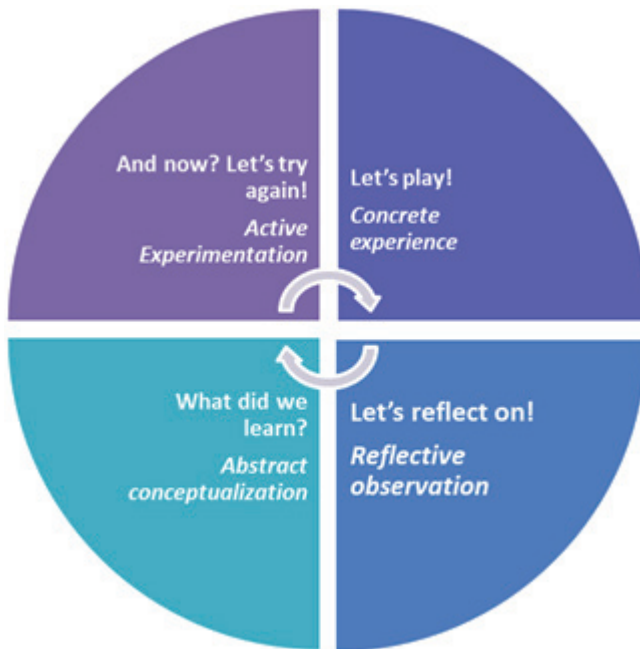 And now? Let's try
again!
Active
Experimentation
Let's play!
Concrete
experience
What did we
learn?
Abstract
conceptualization
Let's reflect on!
Reflective
observation